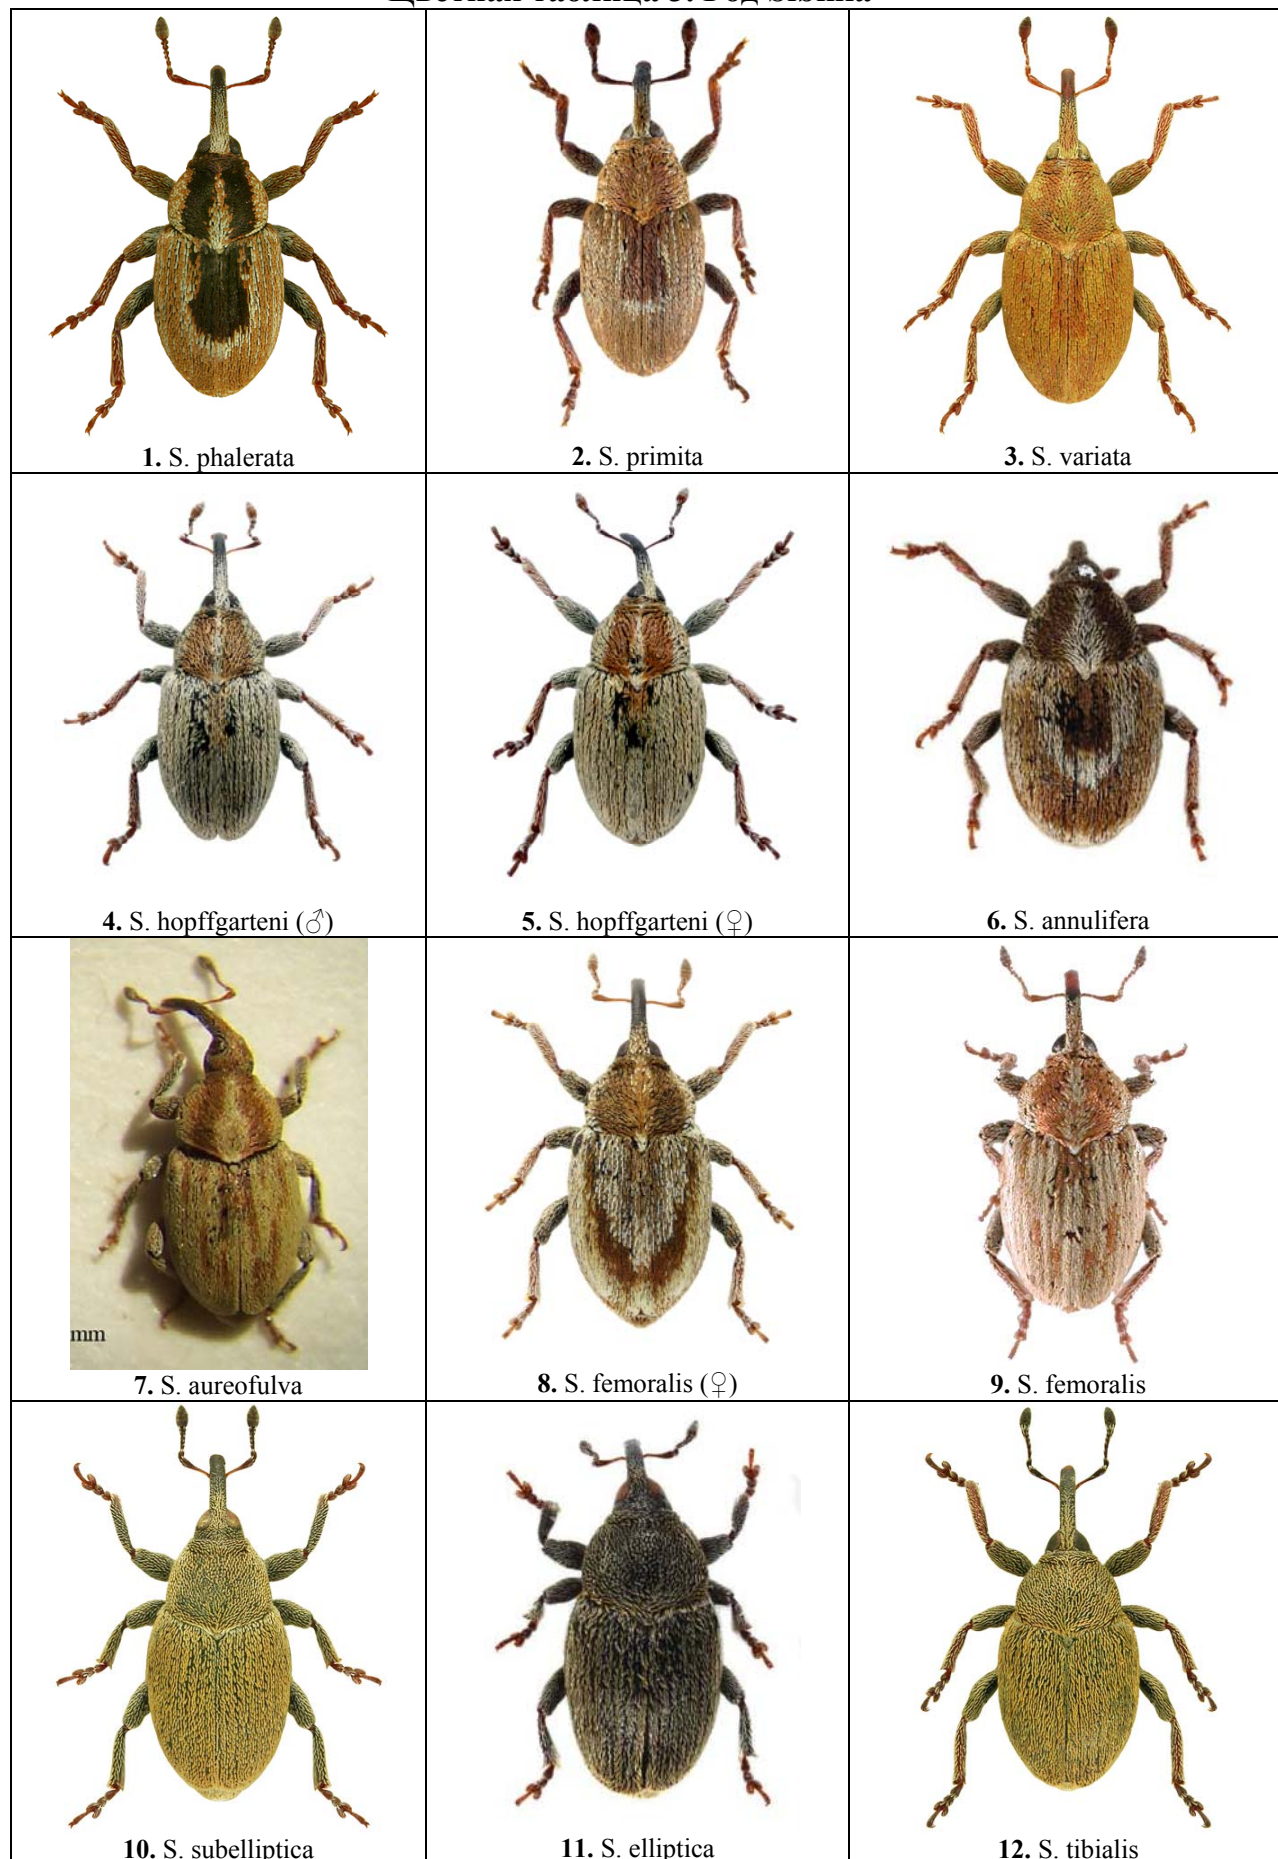 1. S. phalerata
2. S. primita
3. S. variata
4. S. hopffgarteni (♂)
5. S. hopffgarteni (♀)
6. S. annulifera
mm
7. S. aureofulva
8. S. femoralis (♀)
9. S. femoralis
10. S. subelliptica
11. S. elliptica
12. S. tibialis